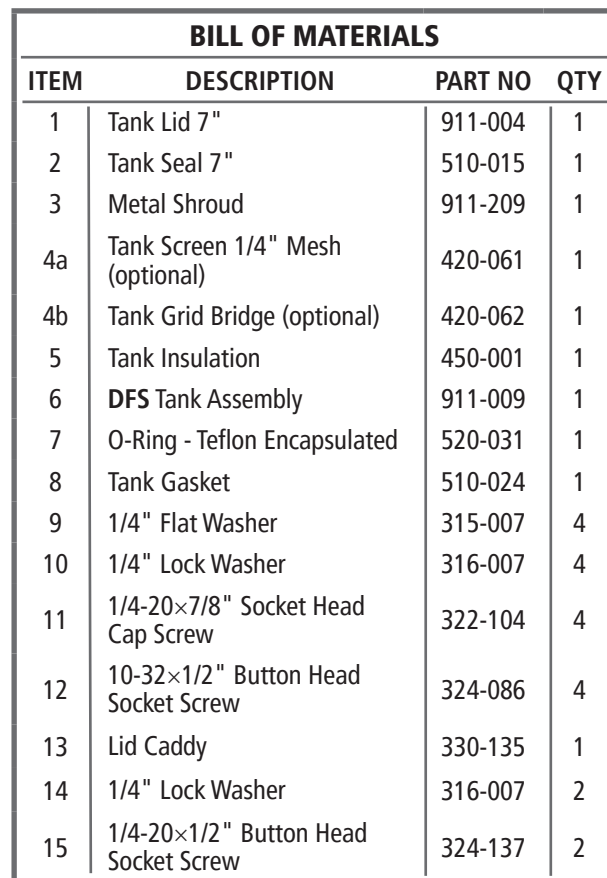 BILL OF MATERIALS
ITEM DESCRIPTION PART NO QTY
1 Tank Lid 7" 911-004 1
2 Tank Seal 7" 510-015 1
3 Metal Shroud 911-209 1
4a Tank Screen 1/4" Mesh
(optional) 420-061 1
4b Tank Grid Bridge (optional) 420-062 1
5 Tank Insulation 450-001 1
6 DFS Tank Assembly 911-009 1
7 O-Ring - Teflon Encapsulated 520-031 1
8 Tank Gasket 510-024 1
9 1/4" Flat Washer 315-007 4
10 1/4" Lock Washer 316-007 4
11 1/4-20×7/8" Socket Head
Cap Screw 322-104 4
12 10-32×1/2" Button Head
Socket Screw 324-086 4
13 Lid Caddy 330-135 1
14 1/4" Lock Washer 316-007 2
15 1/4-20×1/2" Button Head
Socket Screw 324-137 2